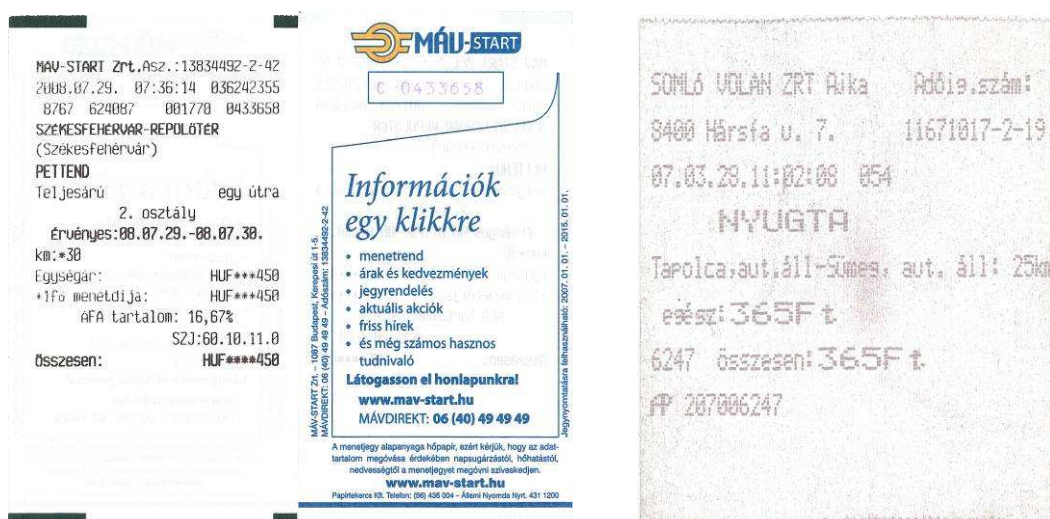 MAV-START Zrt.Asz.:13834492-2-42
2008.07.29. 07:36:14 036242355
8767 624087 001770 0433658
SZÉKESFEHÉRVÁR-REPÜLŐTÉR
(Székesfehérvár)
PETTEND
Teljesárú egy útra
2. osztály
Érvényes:08.07.29.-08.07.30.
km:*30
Egységár: HUF***450
*1fő menetdíja: HUF***450
ÁFA tartalom: 16,67%
SZJ:60.10.11.0
Összesen: HUF****450
MÁV-START
C 0433658
Információk
egy klikkre
• menetrend
• árak és kedvezmények
• jegyrendelés
• aktuális akciók
• friss hírek
• és még számos hasznos
tudnivaló
Látogasson el honlapunkra!
www.mav-start.hu
MÁVDIREKT: 06 (40) 49 49 49
MÁV-START Zrt. – 1087 Budapest, Kerepesi út 1-5.
MÁVDIREKT: 06 (40) 49 49 49 – Adószám: 13834492-2-42
Jegynyomtatásra felhasználható: 2007. 01. 01. – 2015. 01. 01.
A menetjegy alapanyaga hőpapír, ezért kérjük, hogy az adat-
tartalom megóvása érdekében napsugárzástól, hőhatástól,
nedvességtől a menetjegyet megóvni szíveskedjen.
www.mav-start.hu
Papírtekercs Kft. Telefon: (56) 436 004 – Állami Nyomda Nyrt. 431 1200
SOMLÓ VOLÁN ZRT Ajka Adóig.szám:
8400 Hársfa u. 7. 11671017-2-19
07.03.28.11:02:08 054
NYUGTA
Tapolca,aut.áll-Sümeg, aut. áll: 25km
egész:365Ft
6247 összesen:365Ft
AP 207006247